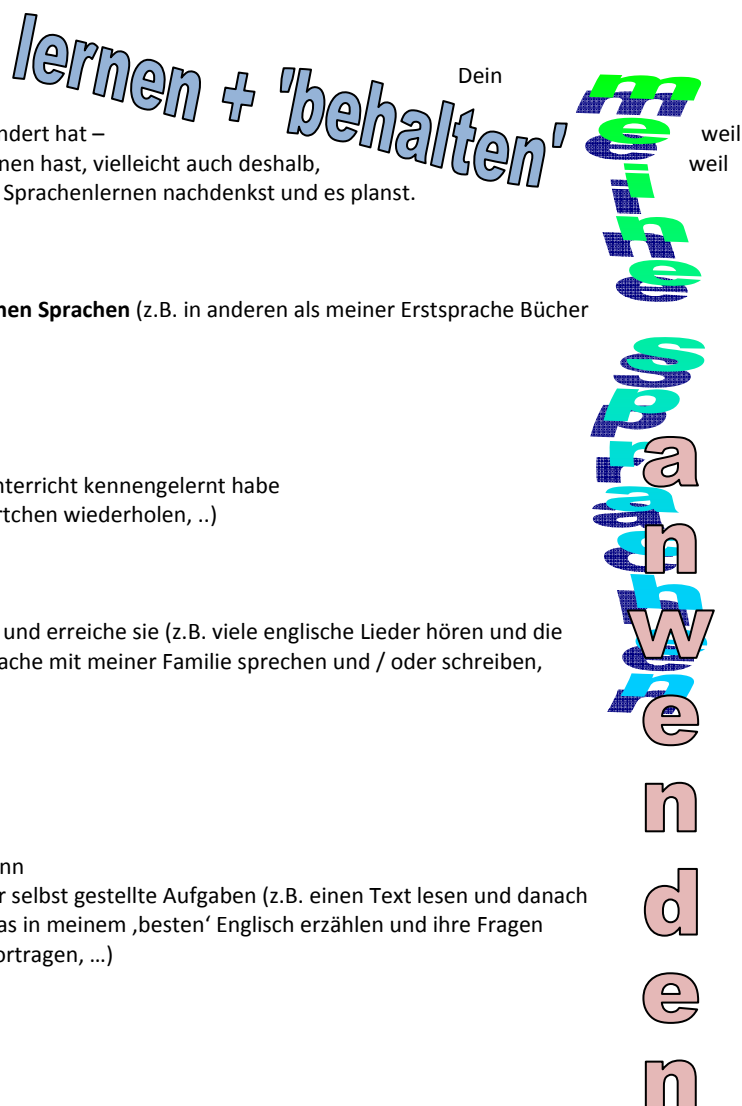 lernen + 'behalten'
Dein
ndert hat – weil
nen hast, vielleicht auch deshalb, weil
Sprachenlernen nachdenkst und es planst.
nen Sprachen (z.B. in anderen als meiner Erstsprache Bücher
nterricht kennengelernt habe
rtchen wiederholen, ..)
und erreiche sie (z.B. viele englische Lieder hören und die
ache mit meiner Familie sprechen und / oder schreiben,
nn
r selbst gestellte Aufgaben (z.B. einen Text lesen und danach
as in meinem ‚besten‘ Englisch erzählen und ihre Fragen
ortragen, …)
meine Sprachen
anwenden